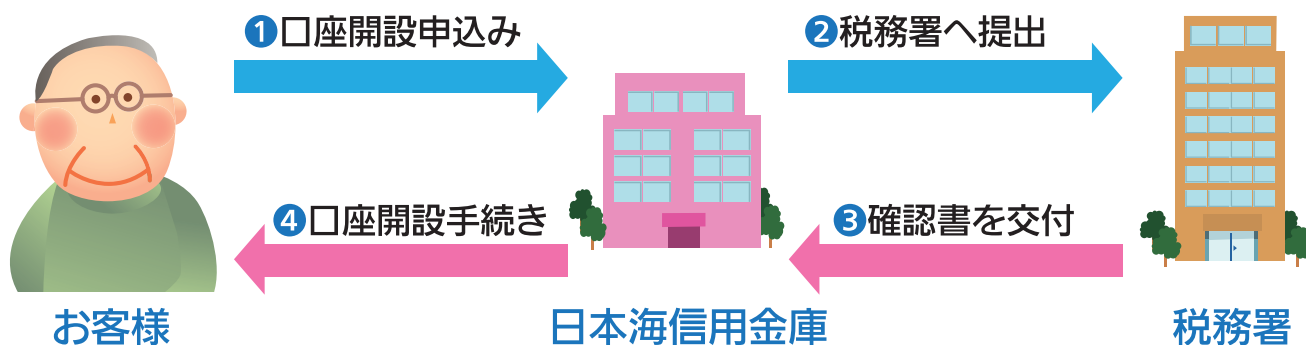 ❶口座開設申込み
❷税務署へ提出
❹口座開設手続き
❸確認書を交付
お客様
日本海信用金庫
税務署